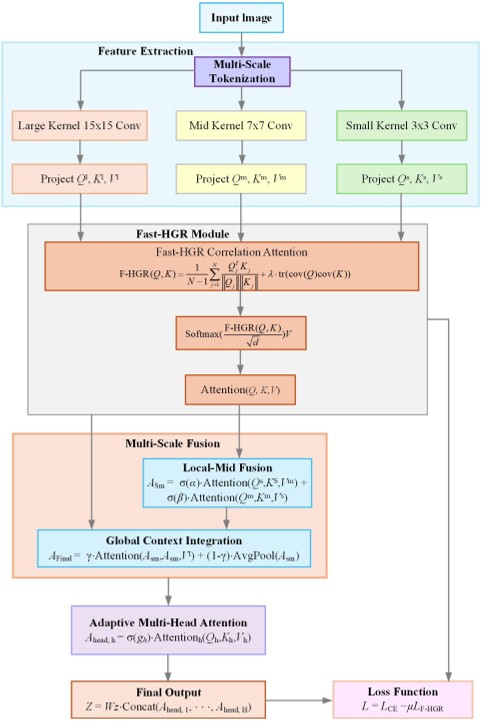 Input Image
Feature Extraction
Multi-Scale
Tokenization
Large Kernel 15x15 Conv
Mid Kernel 7x7 Conv
Small Kernel 3x3 Conv
Project Qˡ, Kˡ, Vˡ
Project Qᵐ, Kᵐ, Vᵐ
Project Qˢ, Kˢ, Vˢ
Fast-HGR Module
Fast-HGR Correlation Attention
F-HGR(Q, K) = 1/(N−1) ∑_{j=1}^{N} Q_j^T K_j / (‖Q_j‖‖K_j‖) + λ·tr(cov(Q)cov(K))
Softmax(F-HGR(Q, K)/√d)V
Attention(Q, K,V)
Multi-Scale Fusion
Local-Mid Fusion
A_Sm = σ(α)·Attention(Qˢ,Kˢ,Vᵐ) +
σ(β)·Attention(Qᵐ,Kᵐ,Vˢ)
Global Context Integration
A_Final = γ·Attention(A_sm,A_sm,Vˡ) + (1-γ)·AvgPool(A_sm)
Adaptive Multi-Head Attention
A_head, h = σ(g_h)·Attention_h(Q_h,K_h,V_h)
Final Output
Z = Wz·Concat(A_head, 1, · · ·, A_head, H)
Loss Function
L = L_CE −μL_F-HGR